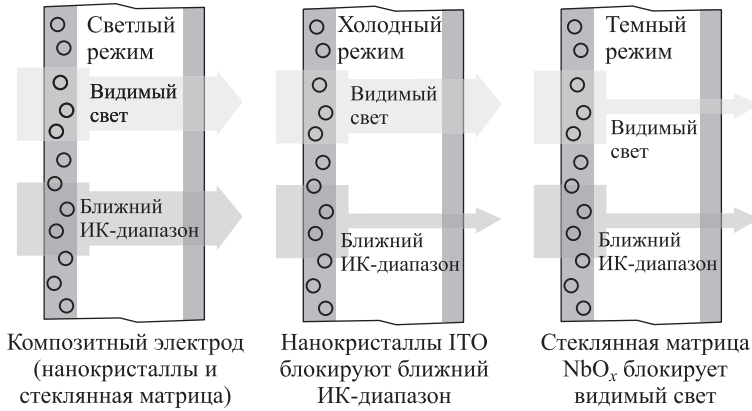 Светлый
режим
Видимый
свет
Ближний
ИК-диапазон
Композитный электрод
(нанокристаллы и
стеклянная матрица)
Холодный
режим
Видимый
свет
Ближний
ИК-диапазон
Нанокристаллы ITO
блокируют ближний
ИК-диапазон
Темный
режим
Видимый
свет
Ближний
ИК-диапазон
Стеклянная матрица
NbOₓ блокирует
видимый свет